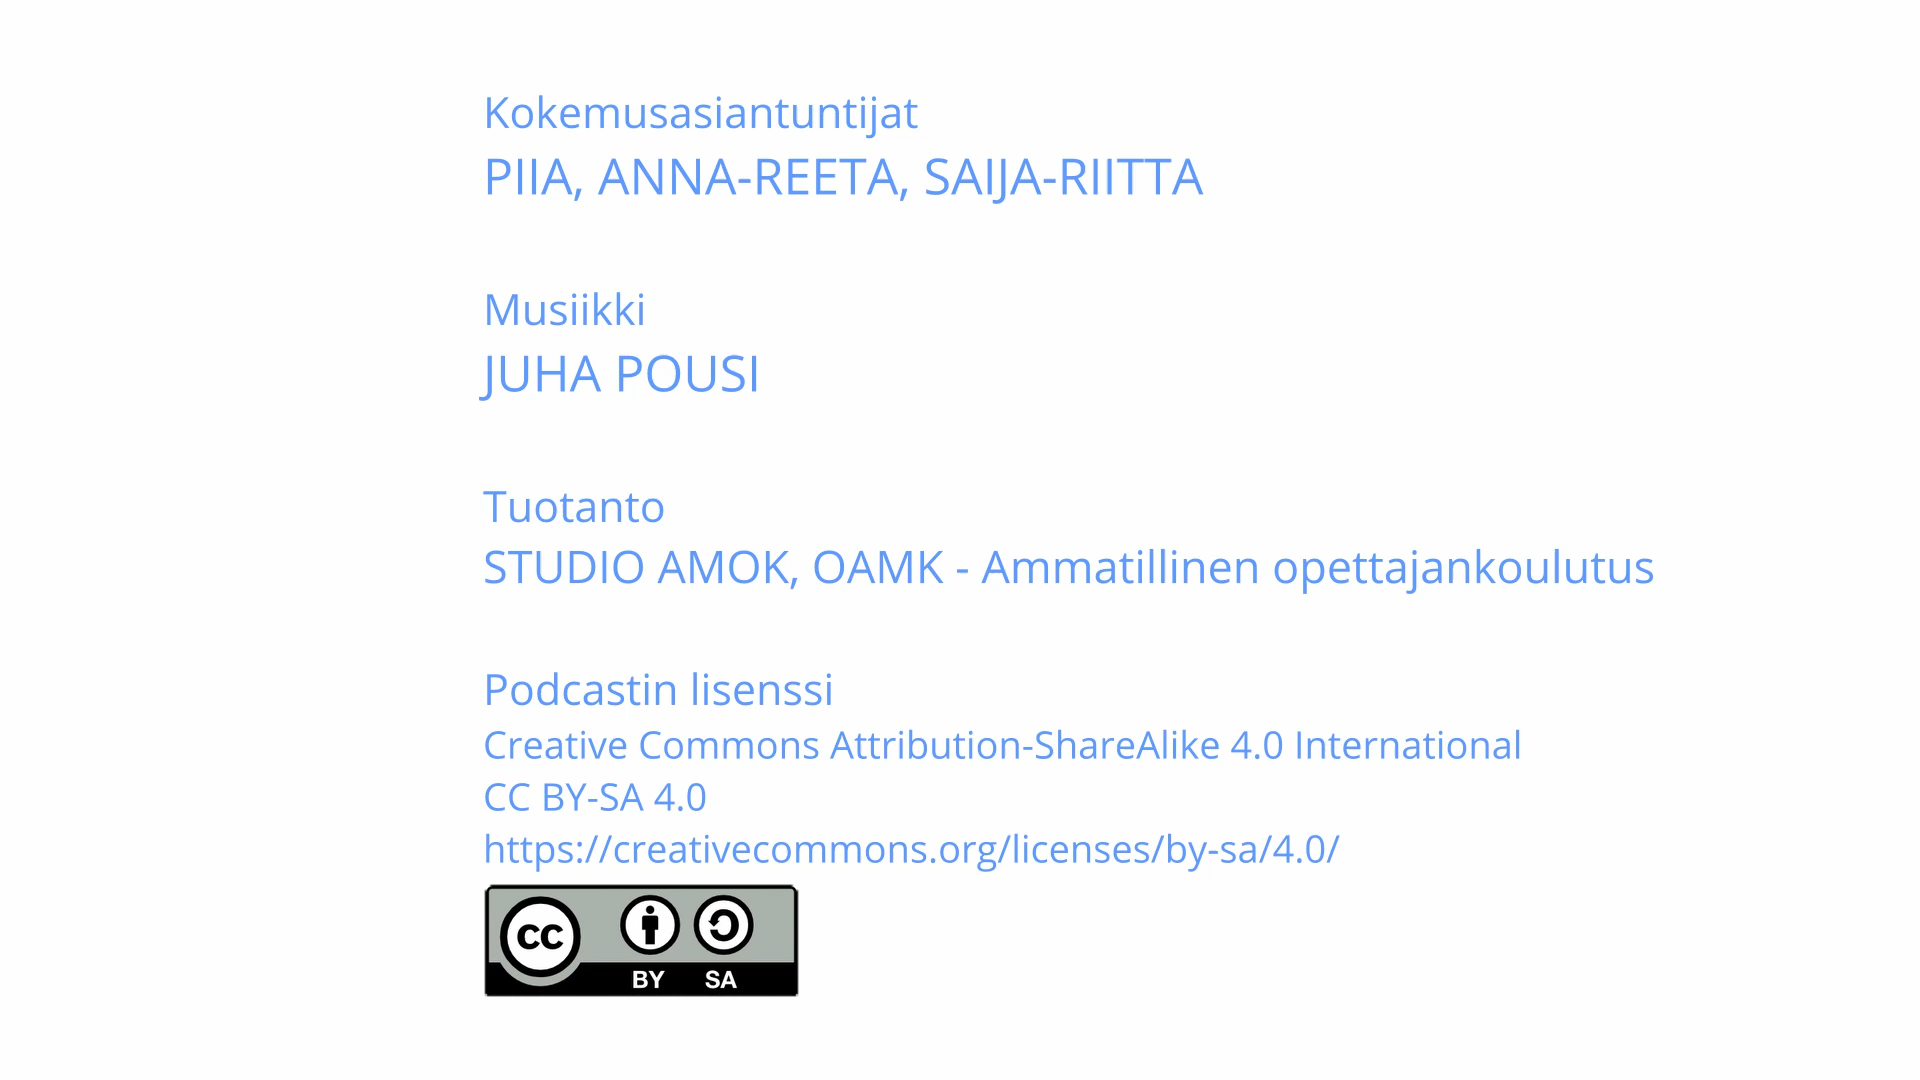 Kokemusasiantuntijat
PIIA, ANNA-REETA, SAIJA-RIITTA
Musiikki
JUHA POUSI
Tuotanto
STUDIO AMOK, OAMK - Ammatillinen opettajankoulutus
Podcastin lisenssi
Creative Commons Attribution-ShareAlike 4.0 International
CC BY-SA 4.0
https://creativecommons.org/licenses/by-sa/4.0/
CC
BY SA